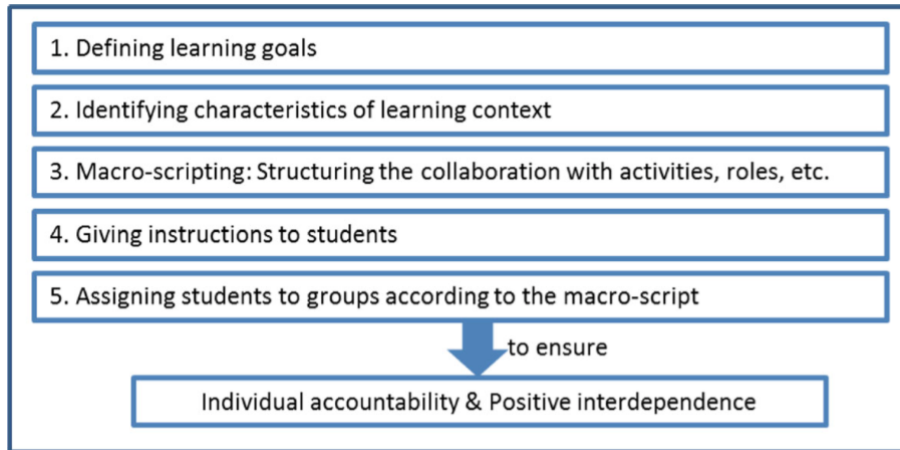 1. Defining learning goals
2. Identifying characteristics of learning context
3. Macro-scripting: Structuring the collaboration with activities, roles, etc.
4. Giving instructions to students
5. Assigning students to groups according to the macro-script
to ensure
Individual accountability & Positive interdependence